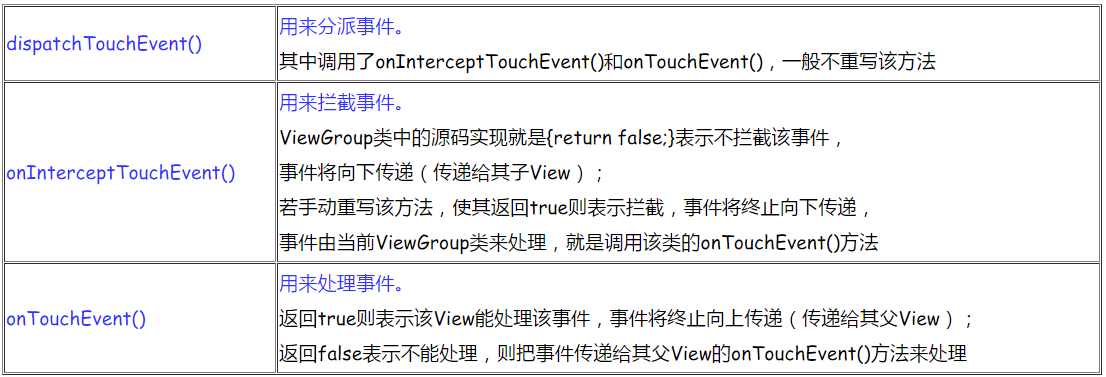 dispatchTouchEvent()
用来分派事件。
其中调用了onInterceptTouchEvent()和onTouchEvent()，一般不重写该方法
onInterceptTouchEvent()
用来拦截事件。
ViewGroup类中的源码实现就是{return false;}表示不拦截该事件，
事件将向下传递（传递给其子View）；
若手动重写该方法，使其返回true则表示拦截，事件将终止向下传递，
事件由当前ViewGroup类来处理，就是调用该类的onTouchEvent()方法
onTouchEvent()
用来处理事件。
返回true则表示该View能处理该事件，事件将终止向上传递（传递给其父View）；
返回false表示不能处理，则把事件传递给其父View的onTouchEvent()方法来处理